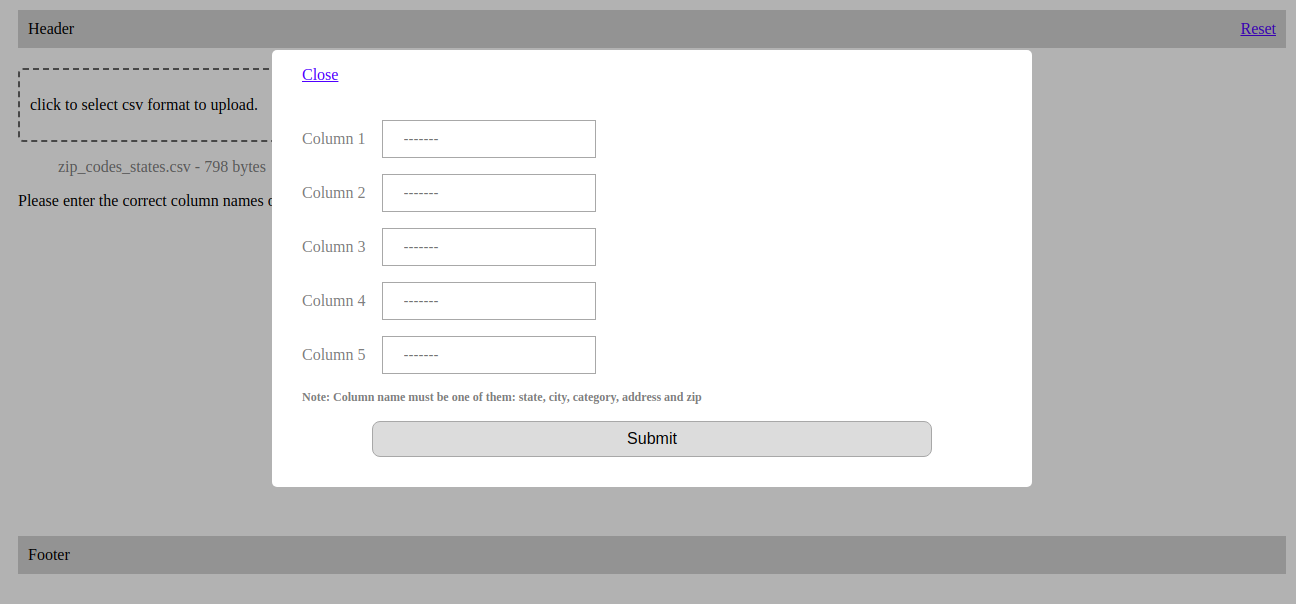 Header
Reset
Close
click to select csv format to upload.
zip_codes_states.csv - 798 bytes
Please enter the correct column names
Column 1 -------
Column 2 -------
Column 3 -------
Column 4 -------
Column 5 -------
Note: Column name must be one of them: state, city, category, address and zip
Submit
Footer